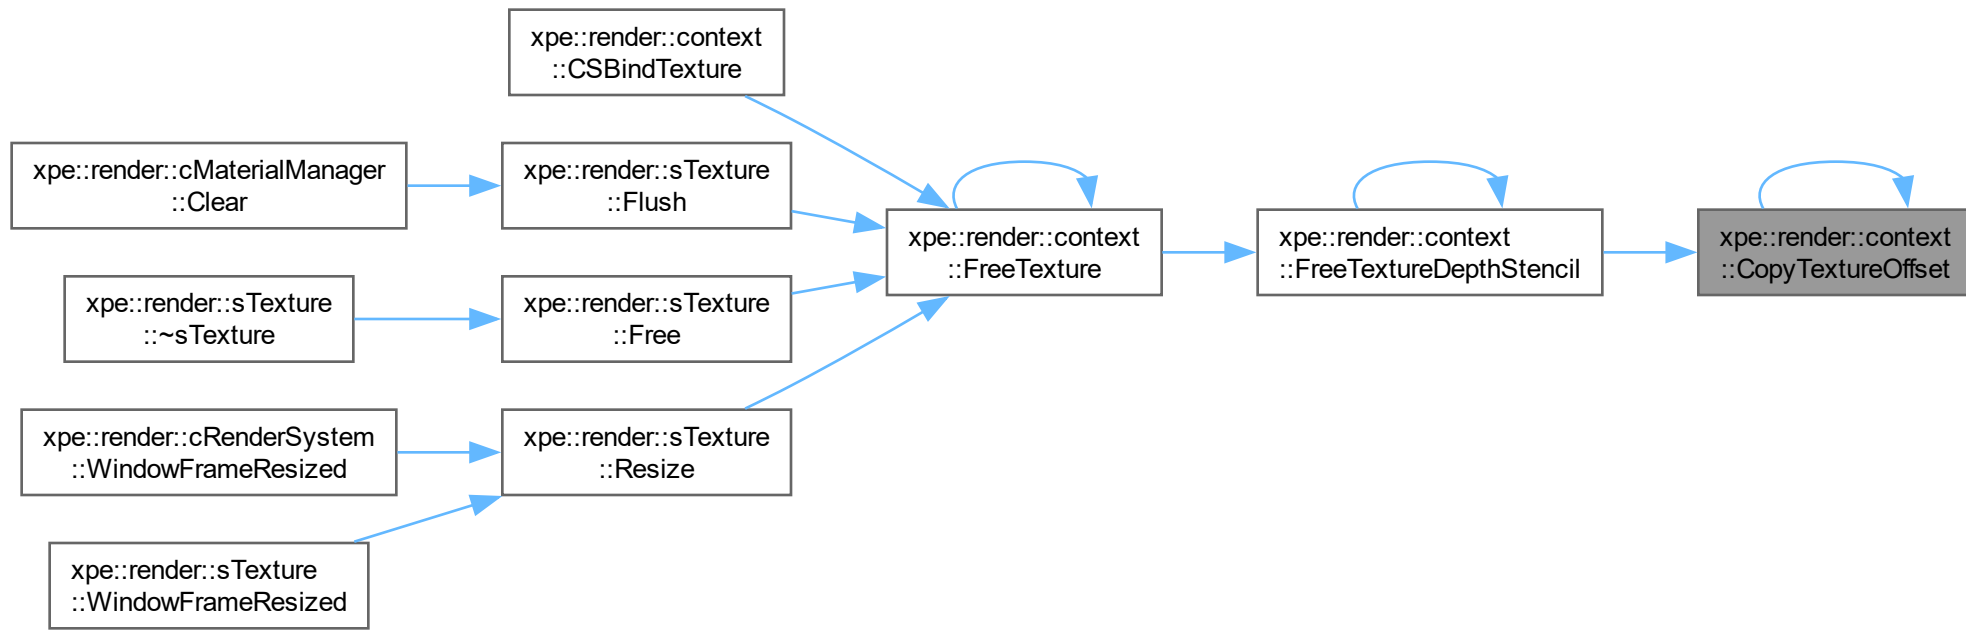 xpe::render::context
::CSBindTexture
xpe::render::cMaterialManager
::Clear
xpe::render::sTexture
::Flush
xpe::render::sTexture
::~sTexture
xpe::render::sTexture
::Free
xpe::render::cRenderSystem
::WindowFrameResized
xpe::render::sTexture
::Resize
xpe::render::sTexture
::WindowFrameResized
xpe::render::context
::FreeTexture
xpe::render::context
::FreeTextureDepthStencil
xpe::render::context
::CopyTextureOffset